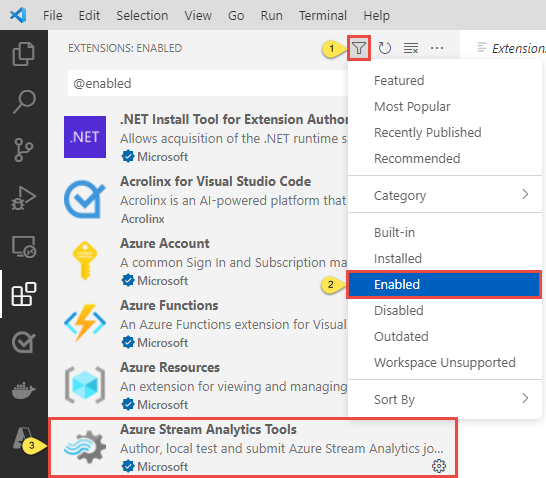 File Edit Selection View Go Run Terminal Help
EXTENSIONS: ENABLED
1
Extensions:
@enabled
.NET
.NET Install Tool for Extension Author
Allows acquisition of the .NET runtime s
Microsoft
Acrolinx for Visual Studio Code
Acrolinx is an AI-powered platform that
Acrolinx
Azure Account
A common Sign In and Subscription ma
Microsoft
Azure Functions
An Azure Functions extension for Visual
Microsoft
Azure Resources
An extension for viewing and managing
Microsoft
Azure Stream Analytics Tools
Author, local test and submit Azure Stream Analytics jo...
Microsoft
3
Featured
Most Popular
Recently Published
Recommended
Category
Built-in
Installed
2
Enabled
Disabled
Outdated
Workspace Unsupported
Sort By